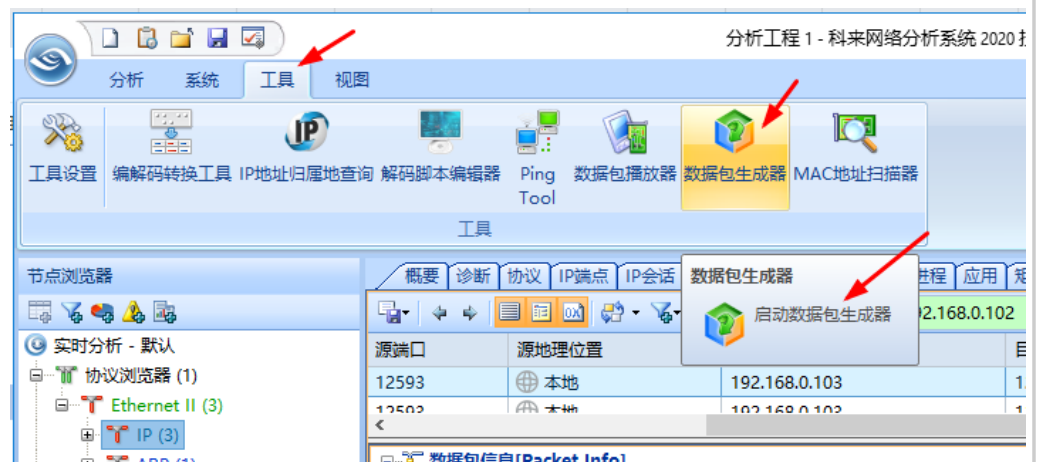 分析工程 1 - 科来网络分析系统 2020
分析 系统 工具 视图
工具设置 编解码转换工具 IP地址归属地查询 解码脚本编辑器 Ping Tool 数据包播放器 数据包生成器 MAC地址扫描器
工具
节点浏览器
概要 诊断 协议 IP端点 IP会话 数据包生成器 进程 应用
启动数据包生成器
2.168.0.102
实时分析 - 默认
源端口 源地理位置
协议浏览器 (1)
12593 本地 192.168.0.103 1
Ethernet II (3)
12593 本地 192.168.0.103
IP (3)
数据包信息[Packet Info]
ARP (1)